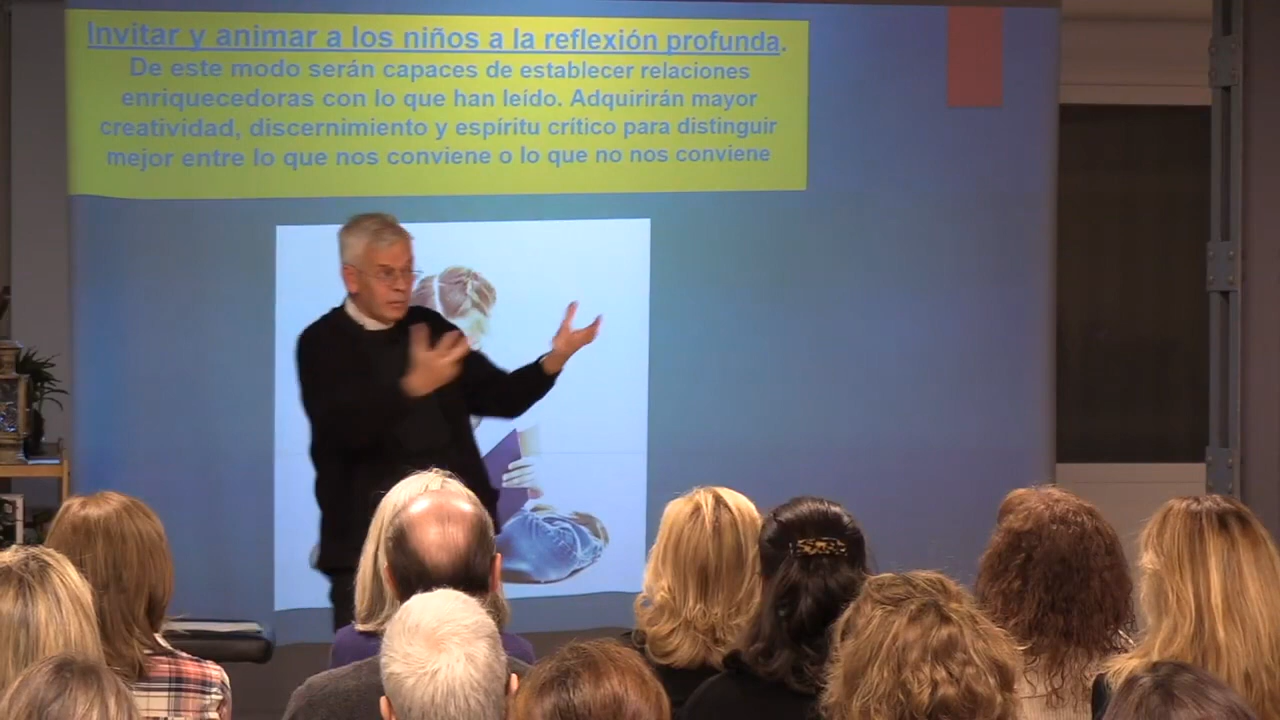 Invitar y animar a los niños a la reflexión profunda.
De este modo serán capaces de establecer relaciones
enriquecedoras con lo que han leído. Adquirirán mayor
creatividad, discernimiento y espíritu crítico para distinguir
mejor entre lo que nos conviene o lo que no nos conviene